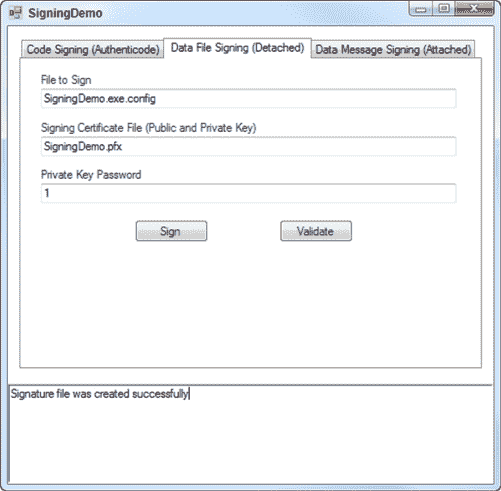 SigningDemo
Code Signing (Authenticode) Data File Signing (Detached) Data Message Signing (Attached)
File to Sign
SigningDemo.exe.config
Signing Certificate File (Public and Private Key)
SigningDemo.pfx
Private Key Password
1
Sign Validate
Signature file was created successfully